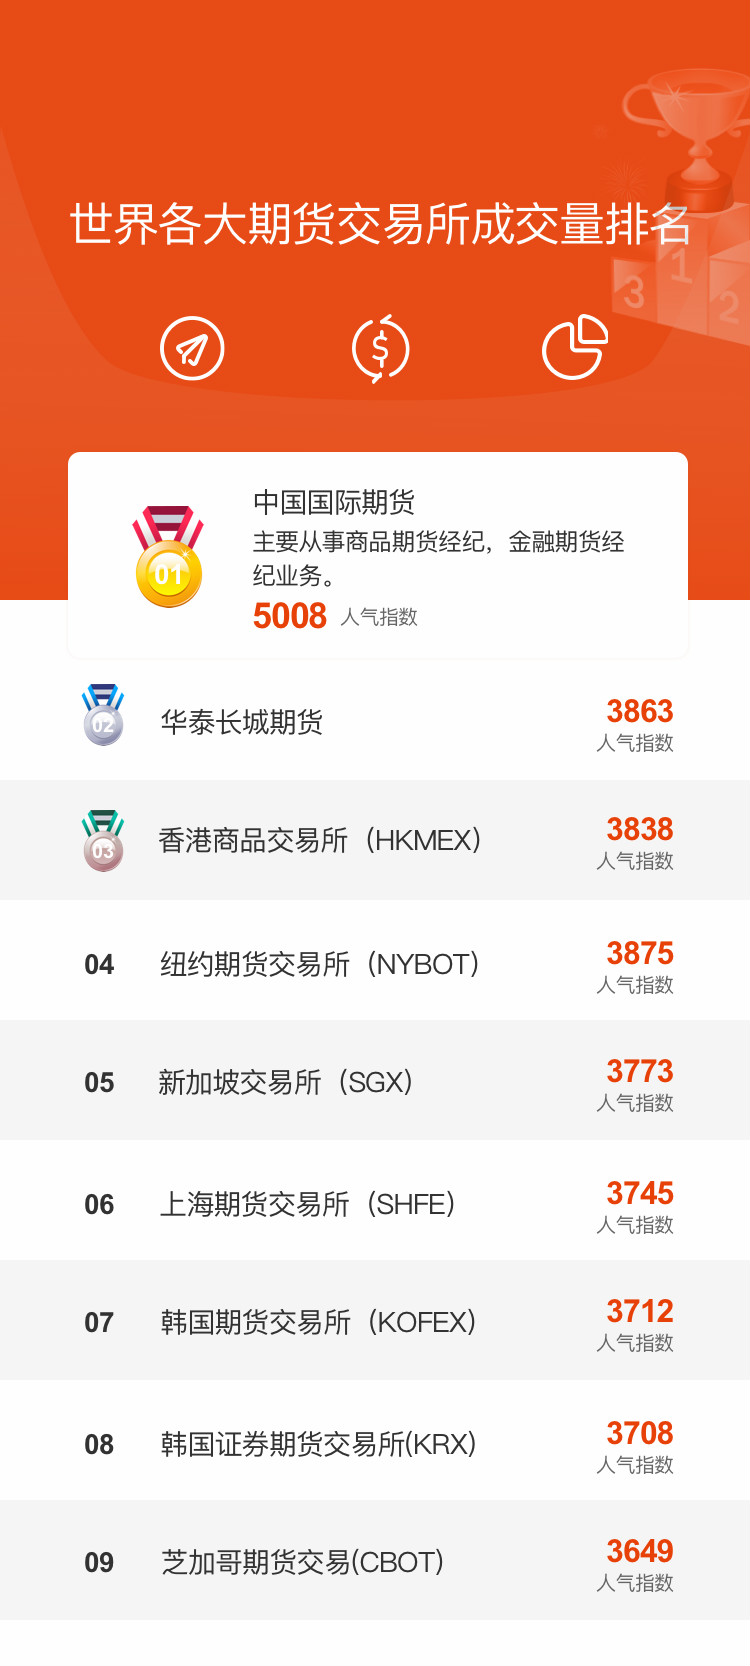 世界各大期货交易所成交量排名
3
1
2
$
中国国际期货
主要从事商品期货经纪，金融期货经
纪业务。
01
5008 人气指数
02
华泰长城期货
3863
人气指数
03
香港商品交易所（HKMEX）
3838
人气指数
04
纽约期货交易所（NYBOT）
3875
人气指数
05
新加坡交易所（SGX）
3773
人气指数
06
上海期货交易所（SHFE）
3745
人气指数
07
韩国期货交易所（KOFEX）
3712
人气指数
08
韩国证券期货交易所(KRX)
3708
人气指数
09
芝加哥期货交易(CBOT)
3649
人气指数